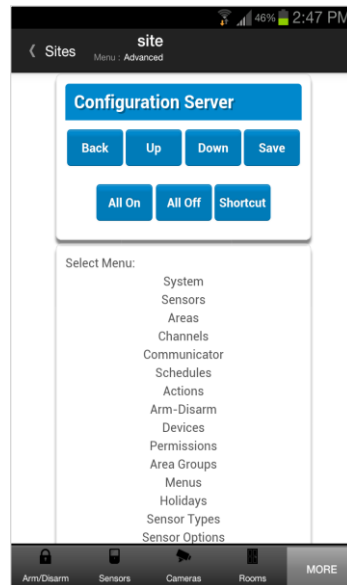 46% 2:47 PM
Sites
site
Menu : Advanced
Configuration Server
Back Up Down Save
All On All Off Shortcut
Select Menu:
System
Sensors
Areas
Channels
Communicator
Schedules
Actions
Arm-Disarm
Devices
Permissions
Area Groups
Menus
Holidays
Sensor Types
Sensor Options
Arm/Disarm Sensors Cameras Rooms MORE